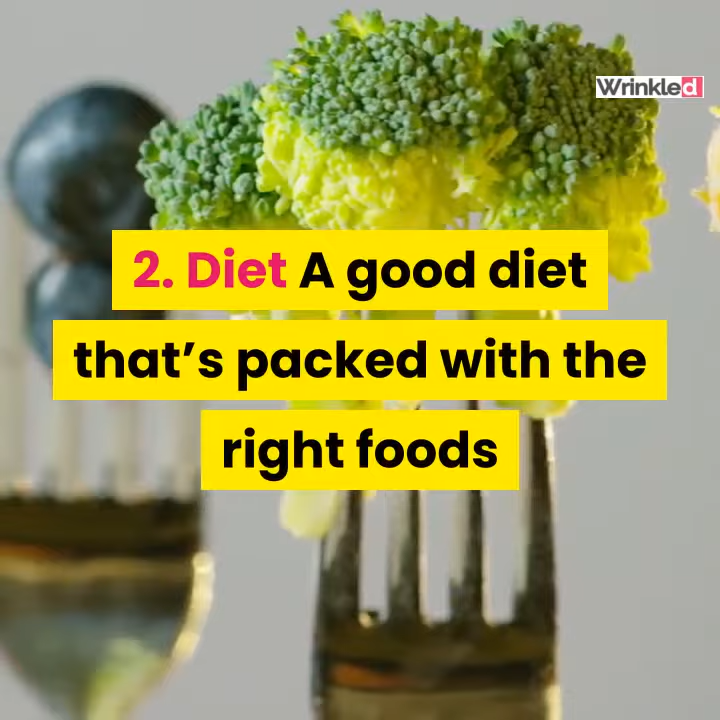 Wrinkled
2. Diet A good diet
that’s packed with the
right foods